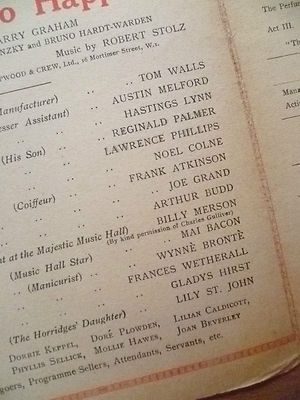 o Happ
ARRY GRAHAM
NZKY and BRUNO HARDT-WARDEN
Music by ROBERT STOLZ
PWOOD & CREW, Ltd., 16 Mortimer Street, W.1.
Manufacturer) .. .. TOM WALLS
esser Assistant) .. AUSTIN MELFORD
.. .. HASTINGS LYNN
(His Son) .. .. REGINALD PALMER
.. .. LAWRENCE PHILLIPS
.. .. NOEL COLNE
(Coiffeur) .. .. FRANK ATKINSON
.. .. JOE GRAND
.. .. ARTHUR BUDD
nt at the Majestic Music Hall) BILLY MERSON
(By kind permission of Charles Gulliver)
(Music Hall Star) .. .. MAI BACON
(Manicurist) .. .. WYNNE BRONTË
.. .. FRANCES WETHERALL
.. .. GLADYS HIRST
(The Horridges' Daughter) .. LILY ST. JOHN
DORRIE KEPPEL, DORÉ PLOWDEN, LILIAN CALDICOTT,
PHYLLIS SELLICK, MOLLIE HAWES, JOAN BEVERLEY
goers, Programme Sellers, Attendants, Servants, etc.
The Perfu
Act III.
"Th